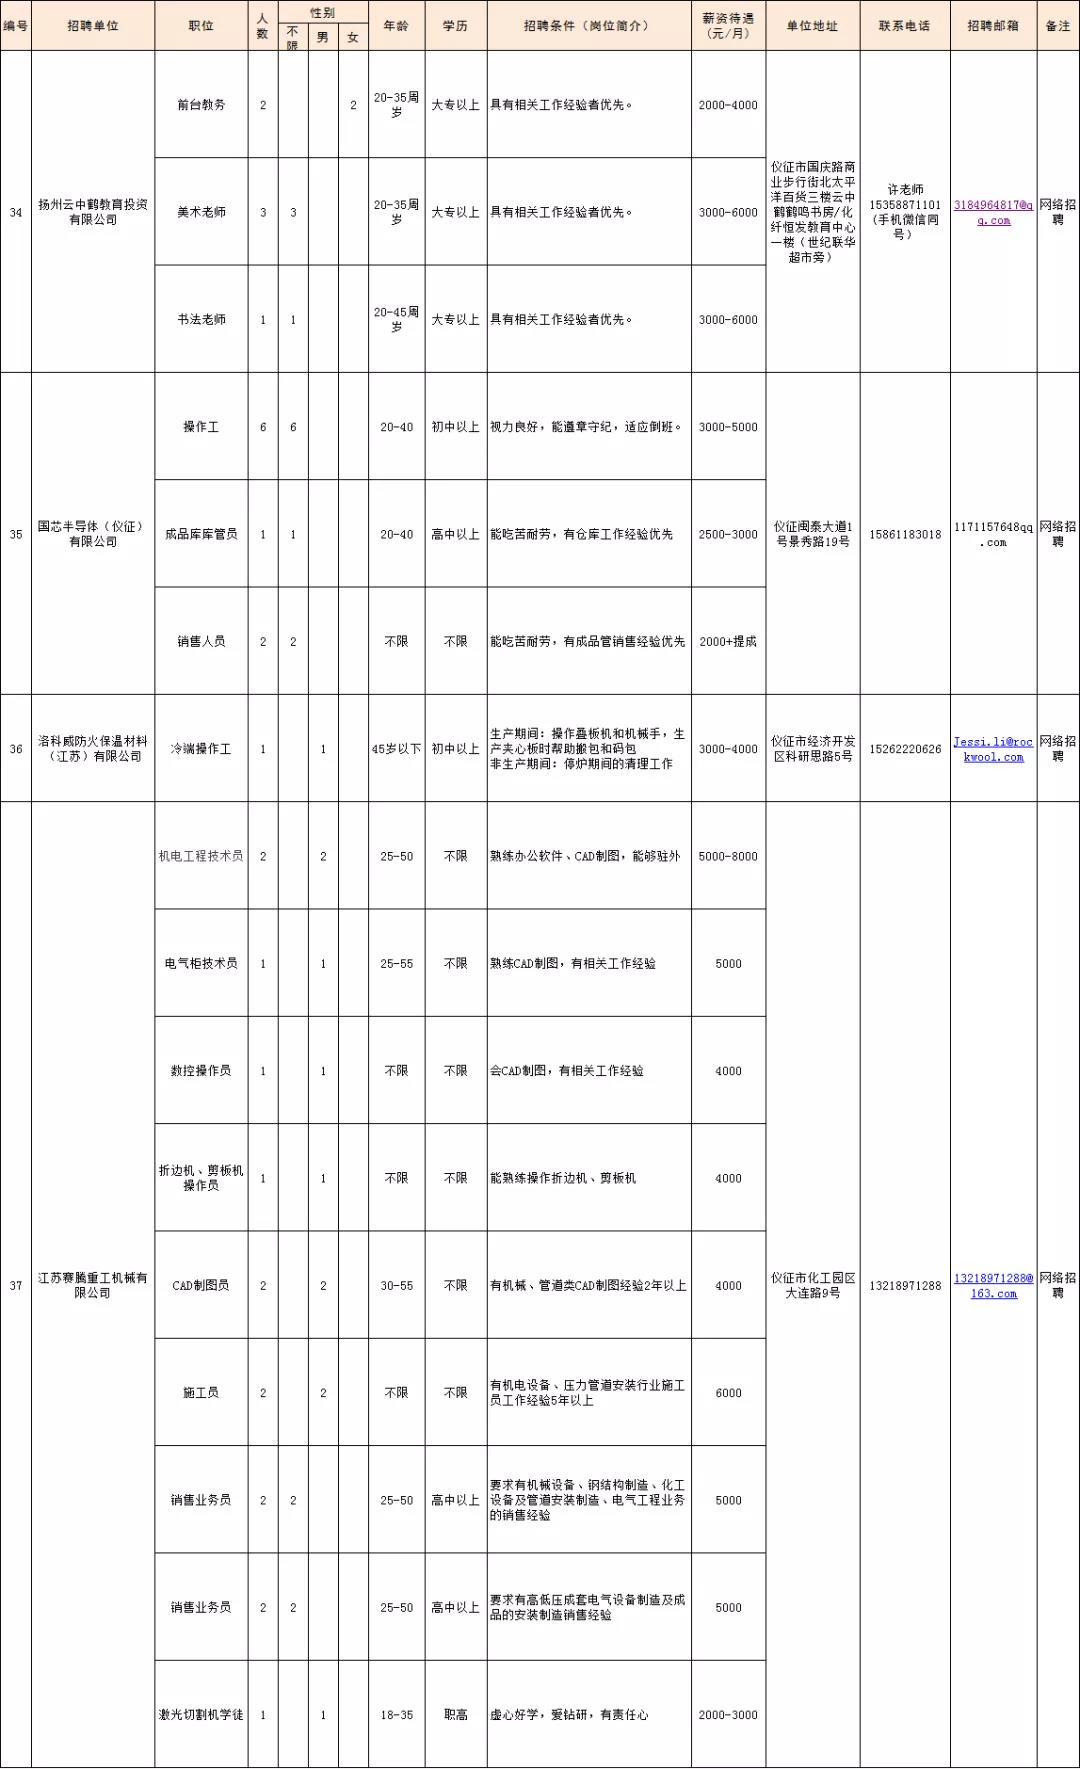 编号 招聘单位 职位 人数 性别 不限 男 女 年龄 学历 招聘条件（岗位简介） 薪资待遇（元/月） 单位地址 联系电话 招聘邮箱 备注
34 扬州云中鹤教育投资有限公司 前台教务 2 2 20-35周岁 大专以上 具有相关工作经验者优先。 2000-4000 仪征市国庆路商业步行街北太平洋百货三楼云中鹤鹤鸣书房/化纤恒发教育中心一楼（世纪联华超市旁） 许老师15358871101(手机微信同号） 3184964817@qq.com 网络招聘
美术老师 3 3 20-35周岁 大专以上 具有相关工作经验者优先。 3000-6000
书法老师 1 1 20-45周岁 大专以上 具有相关工作经验者优先。 3000-6000
35 国芯半导体（仪征）有限公司 操作工 6 6 20-40 初中以上 视力良好，能遵章守纪，适应倒班。 3000-5000 仪征闽泰大道1号景秀路19号 15861183018 1171157648qq.com 网络招聘
成品库库管员 1 1 20-40 高中以上 能吃苦耐劳，有仓库工作经验优先 2500-3000
销售人员 2 2 不限 不限 能吃苦耐劳，有成品管销售经验优先 2000+提成
36 洛科威防火保温材料（江苏）有限公司 冷端操作工 1 1 45岁以下 初中以上 生产期间：操作叠板机和机械手，生产夹心板时帮助搬包和码包 非生产期间：停炉期间的清理工作 3000-4000 仪征市经济开发区科研思路5号 15262220626 Jessi.li@rockwool.com 网络招聘
37 江苏赛腾重工机械有限公司 机电工程技术员 2 2 25-50 不限 熟练办公软件、CAD制图，能够驻外 5000-8000 仪征市化工园区大连路9号 13218971288 13218971288@163.com 网络招聘
电气柜技术员 1 1 25-55 不限 熟练CAD制图，有相关工作经验 5000
数控操作员 1 1 不限 不限 会CAD制图，有相关工作经验 4000
折边机、剪板机操作员 1 1 不限 不限 能熟练操作折边机、剪板机 4000
CAD制图员 2 2 30-55 不限 有机械、管道类CAD制图经验2年以上 4000
施工员 2 2 不限 不限 有机电设备、压力管道安装行业施工员工作经验5年以上 6000
销售业务员 2 2 25-50 高中以上 要求有机械设备、钢结构制造、化工设备及管道安装制造、电气工程业务的销售经验 5000
销售业务员 2 2 25-50 高中以上 要求有高低压成套电气设备制造及成品的安装制造销售经验 5000
激光切割机学徒 1 1 18-35 职高 虚心好学，爱钻研，有责任心 2000-3000